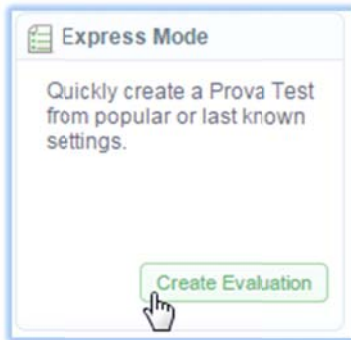 Express Mode
Quickly create a Prova Test
from popular or last known
settings.
Create Evaluation